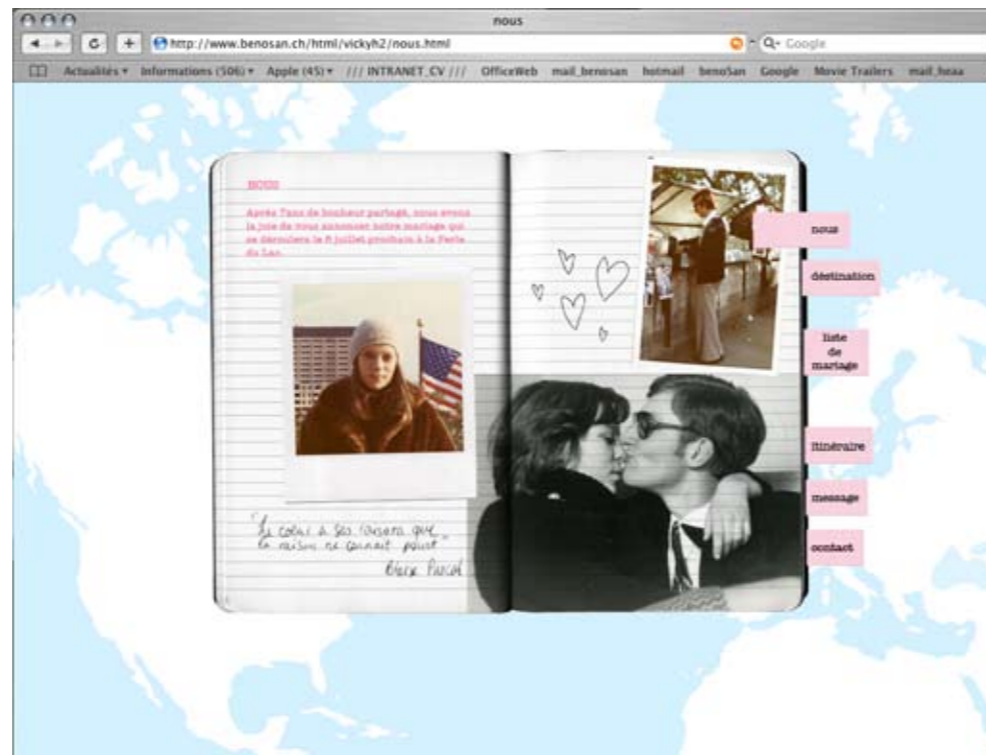 nous
http://www.benosan.ch/html/vickyh2/nous.html
Google
Actualités Informations (506) Apple (45) /// INTRANET_CV /// OfficeWeb mail_benosan hotmail benoSan Google Movie Trailers mail_heaa
NOUS
Après 7ans de bonheur partagé, nous avons
la joie de vous annoncer notre mariage qui
se déroulera le 8 juillet prochain à la Perle
du Lac.
nous
déstination
liste
de
mariage
itinéraire
message
contact
"Le cœur a ses raisons que
la raison ne connait point"
Blaise Pascal